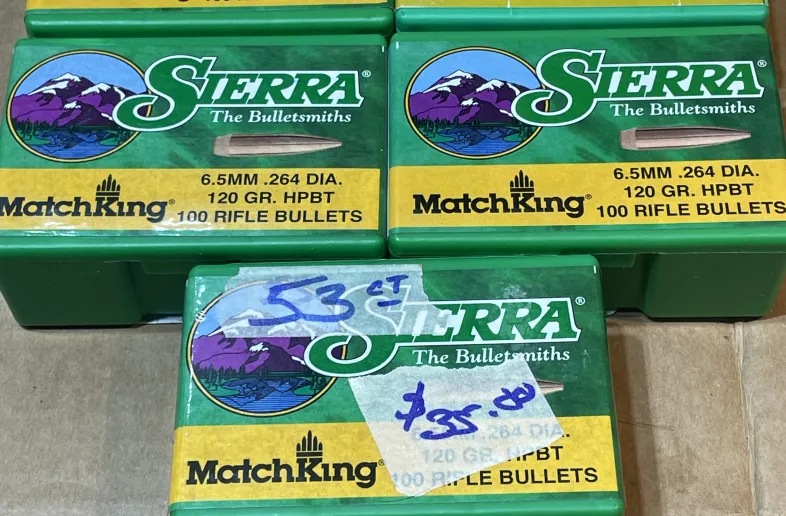 SIERRA®
The Bulletsmiths
6.5MM .264 DIA.
120 GR. HPBT
MatchKing®
100 RIFLE BULLETS
SIERRA®
The Bulletsmiths
6.5MM .264 DIA.
120 GR. HPBT
MatchKing®
100 RIFLE BULLETS
53 CT
SIERRA®
The Bulletsmiths
$35.00
6.5MM .264 DIA.
120 GR. HPBT
MatchKing®
100 RIFLE BULLETS